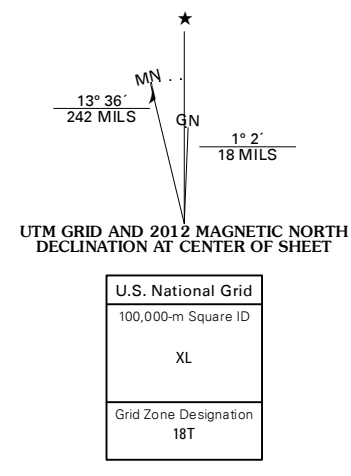 ★
MN
13° 36´
242 MILS
GN
1° 2´
18 MILS
UTM GRID AND 2012 MAGNETIC NORTH
DECLINATION AT CENTER OF SHEET
U.S. National Grid
100,000-m Square ID
XL
Grid Zone Designation
18T